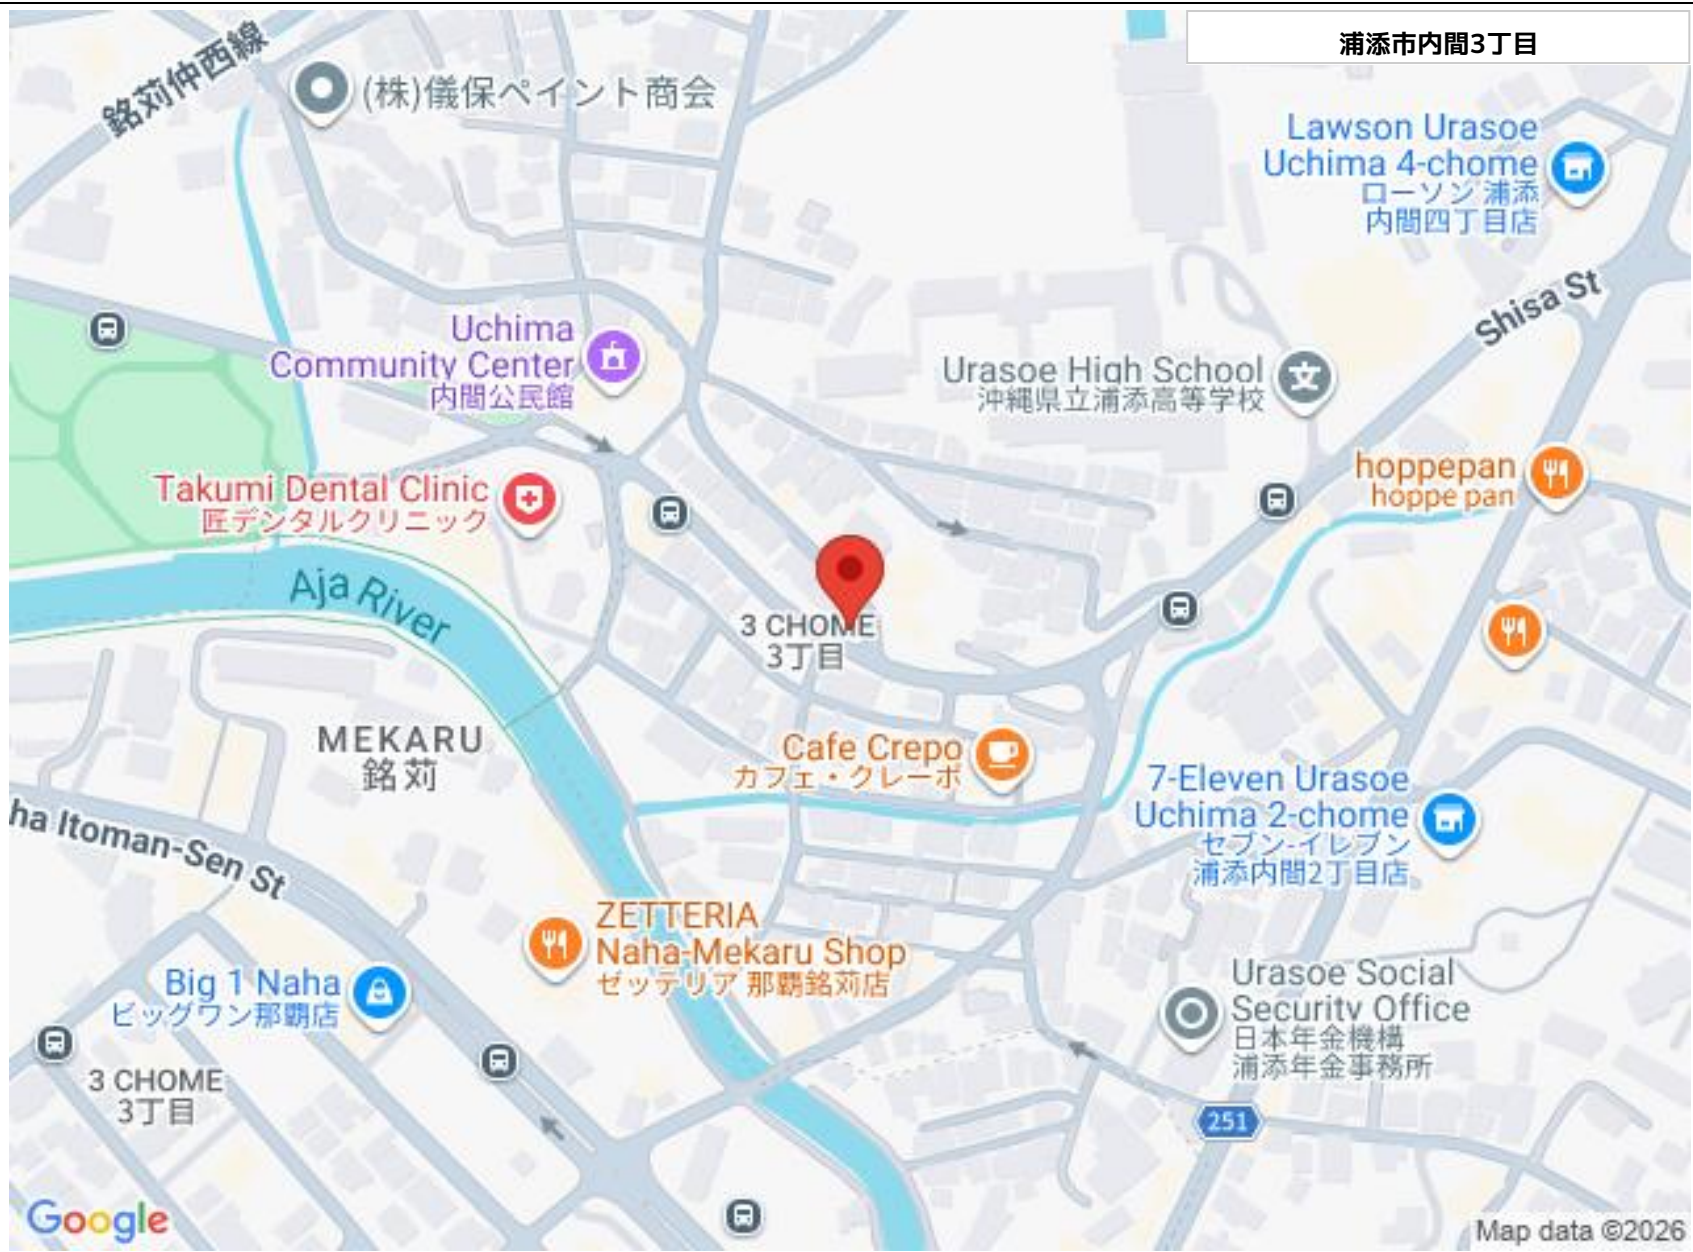 浦添市内間3丁目
銘苅仲西線
(株)儀保ペイント商会
Lawson Urasoe
Uchima 4-chome
ローソン 浦添
内間四丁目店
Shisa St
Uchima
Community Center
内間公民館
Urasoe High School
沖縄県立浦添高等学校
hoppepan
hoppe pan
Takumi Dental Clinic
匠デンタルクリニック
Aja River
3 CHOME
3丁目
MEKARU
銘苅
Cafe Crepo
カフェ・クレーポ
7-Eleven Urasoe
Uchima 2-chome
セブン-イレブン
浦添内間2丁目店
ha Itoman-Sen St
ZETTERIA
Naha-Mekaru Shop
ゼッテリア 那覇銘苅店
Big 1 Naha
ビッグワン那覇店
Urasoe Social
Security Office
日本年金機構
浦添年金事務所
3 CHOME
3丁目
251
Google
Map data ©2026